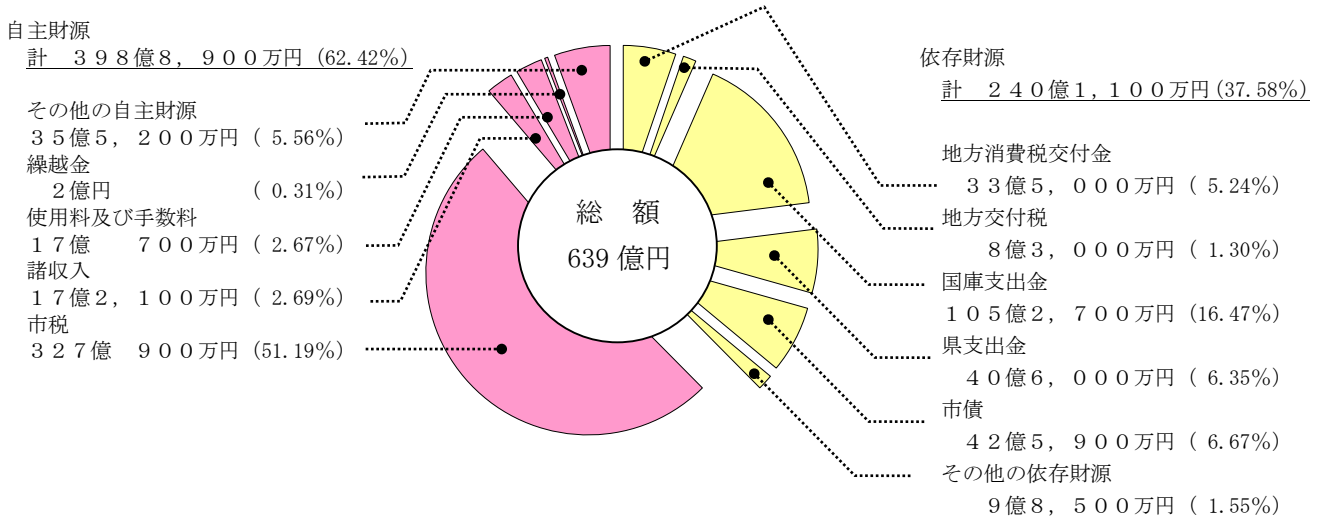 自主財源
計　３９８億８，９００万円 (62.42%)
その他の自主財源
３５億５，２００万円 ( 5.56%)
繰越金
２億円 ( 0.31%)
使用料及び手数料
１７億　７００万円 ( 2.67%)
諸収入
１７億２，１００万円 ( 2.69%)
市税
３２７億　９００万円 (51.19%)
総　額
639 億円
依存財源
計　２４０億１，１００万円 (37.58%)
地方消費税交付金
３３億５，０００万円 ( 5.24%)
地方交付税
８億３，０００万円 ( 1.30%)
国庫支出金
１０５億２，７００万円 (16.47%)
県支出金
４０億６，０００万円 ( 6.35%)
市債
４２億５，９００万円 ( 6.67%)
その他の依存財源
９億８，５００万円 ( 1.55%)